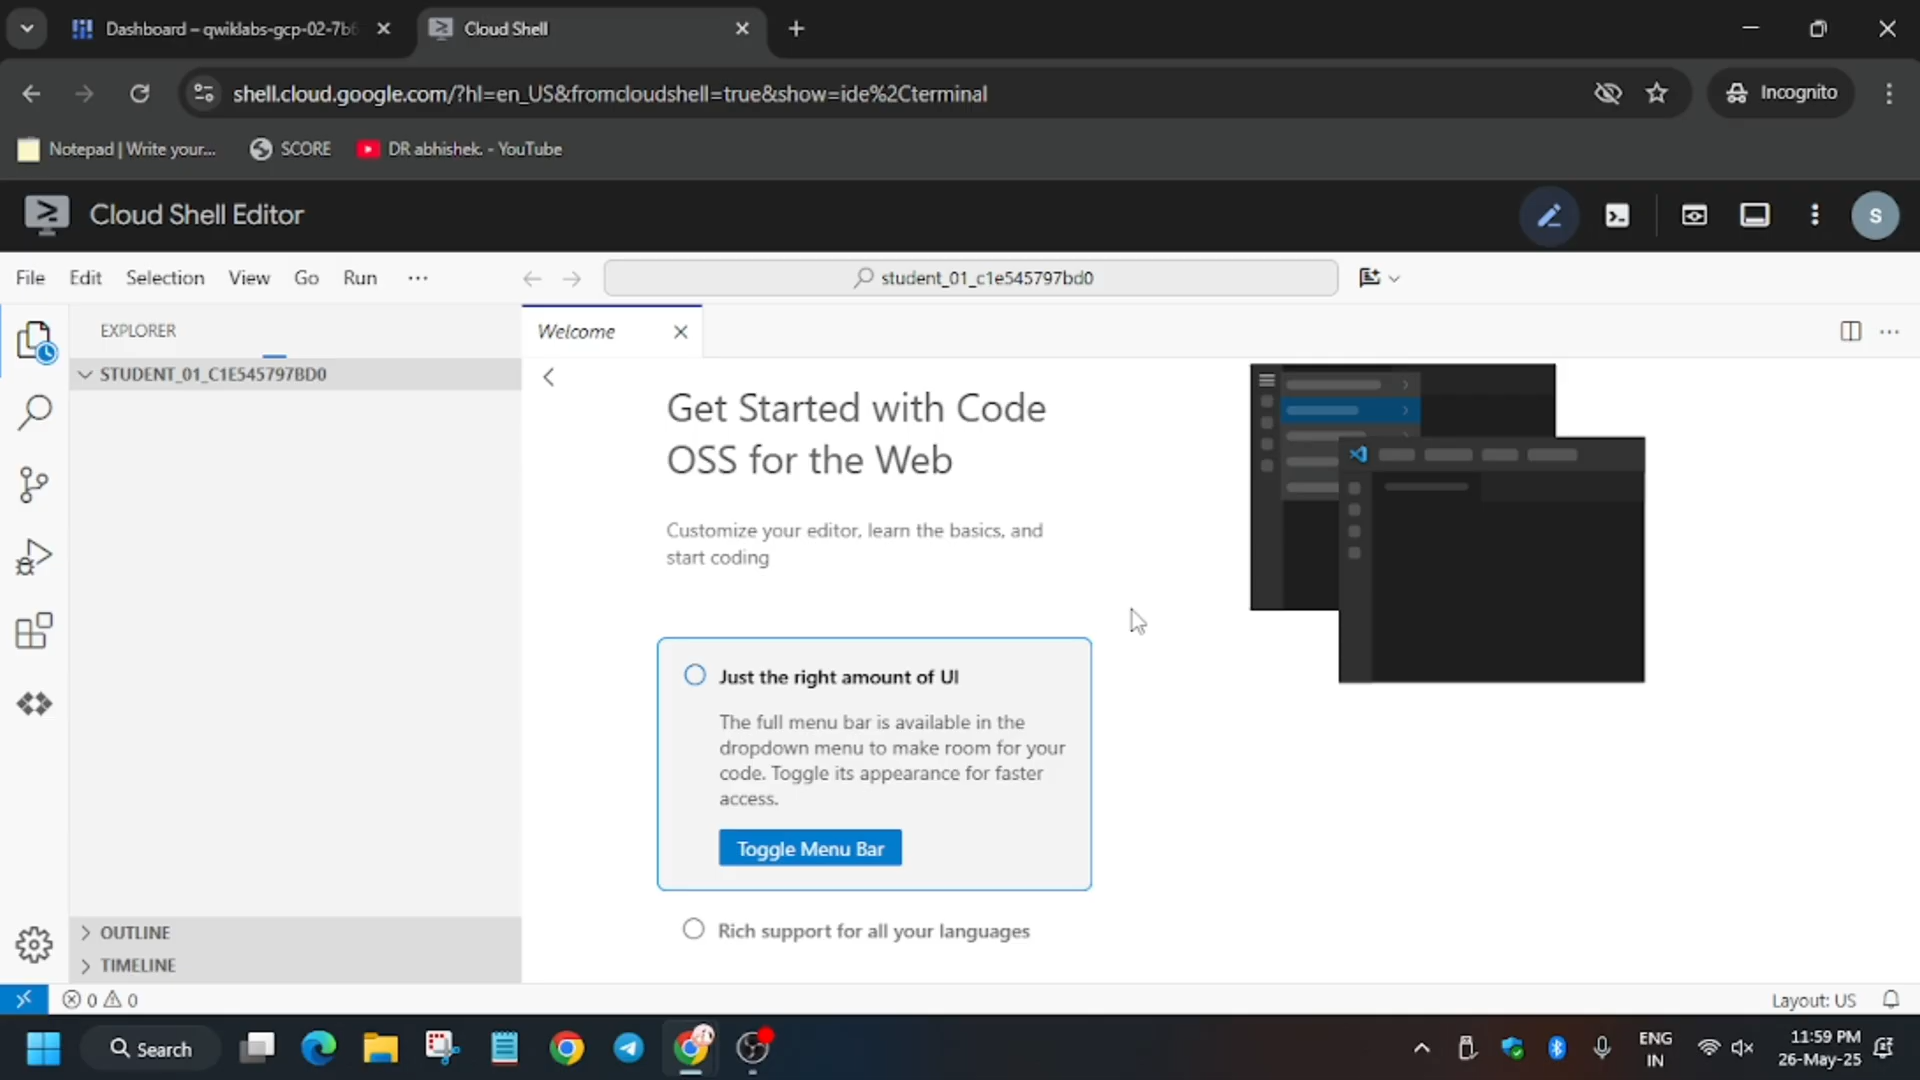 Dashboard – qwiklabs-gcp-02-7b
Cloud Shell
shell.cloud.google.com/?hl=en_US&fromcloudshell=true&show=ide%2Cterminal
Incognito
Notepad | Write your...
SCORE
DR abhishek. - YouTube
Cloud Shell Editor
S
File Edit Selection View Go Run ...
student_01_c1e545797bd0
EXPLORER
Welcome
STUDENT_01_C1E545797BD0
Get Started with Code
OSS for the Web
Customize your editor, learn the basics, and
start coding
Just the right amount of UI
The full menu bar is available in the
dropdown menu to make room for your
code. Toggle its appearance for faster
access.
Toggle Menu Bar
Rich support for all your languages
OUTLINE
TIMELINE
0 0
Layout: US
Search
ENG
IN
11:59 PM
26-May-25